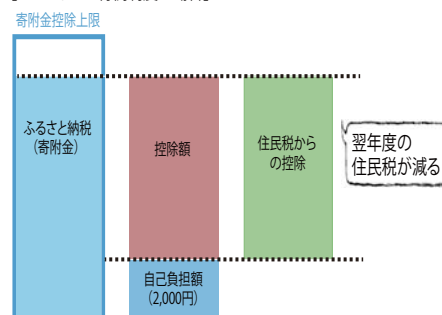 寄附金控除上限
ふるさと納税
（寄附金）
控除額
住民税から
の控除
翌年度の
住民税が減る
自己負担額
（2,000円）